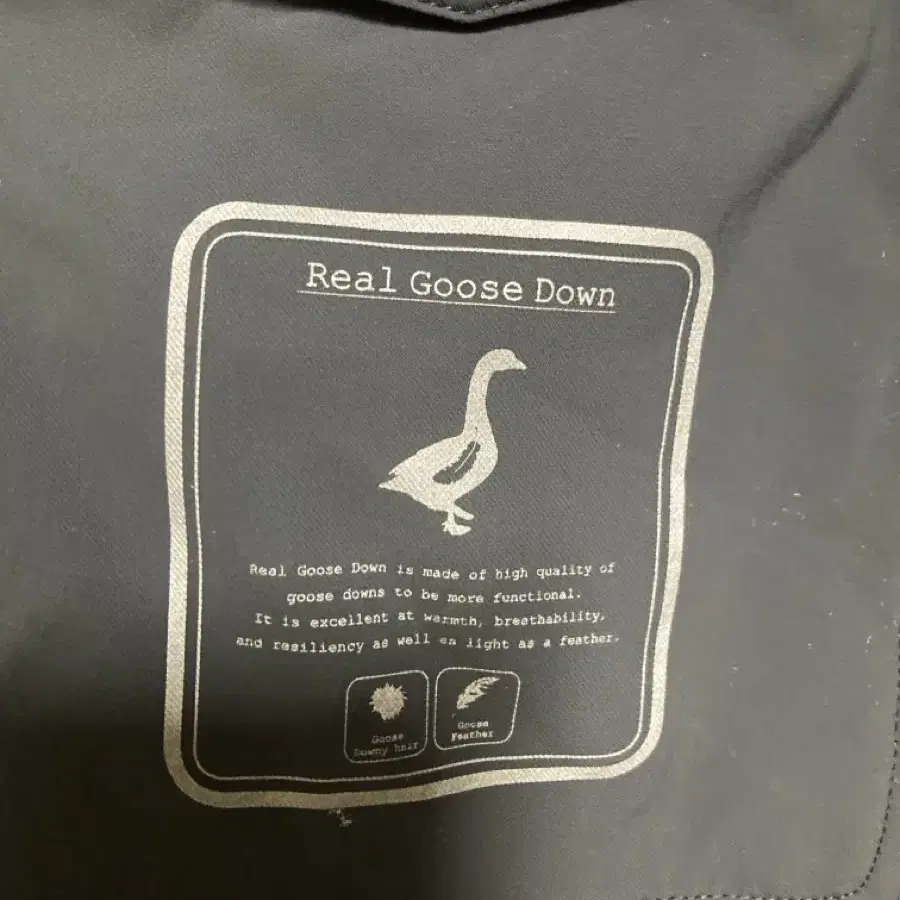 Real Goose Down
Real Goose Down is made of high quality of
goose downs to be more functional.
It is excellent at warmth, breathability,
and resiliency as well as light as a feather.
Goose
Downy hair
Goose
Feather